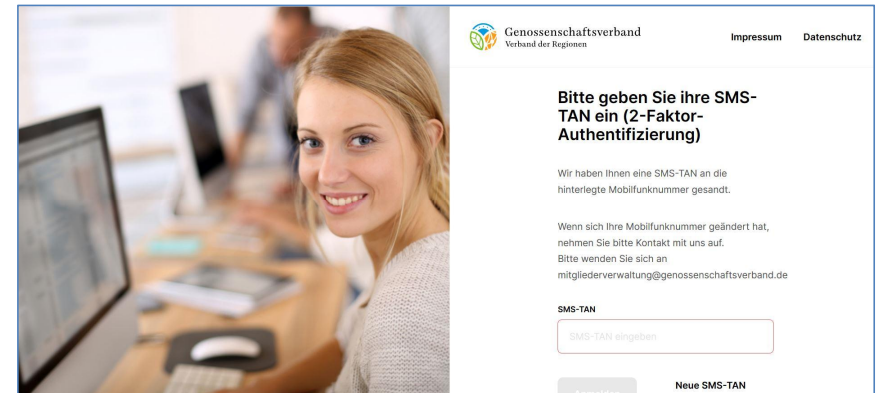 Genossenschaftsverband
Verband der Regionen
Impressum
Datenschutz
Bitte geben Sie ihre SMS-
TAN ein (2-Faktor-
Authentifizierung)
Wir haben Ihnen eine SMS-TAN an die
hinterlegte Mobilfunknummer gesandt.
Wenn sich Ihre Mobilfunknummer geändert hat,
nehmen Sie bitte Kontakt mit uns auf.
Bitte wenden Sie sich an
mitgliederverwaltung@genossenschaftsverband.de
SMS-TAN
SMS-TAN eingeben
Neue SMS-TAN